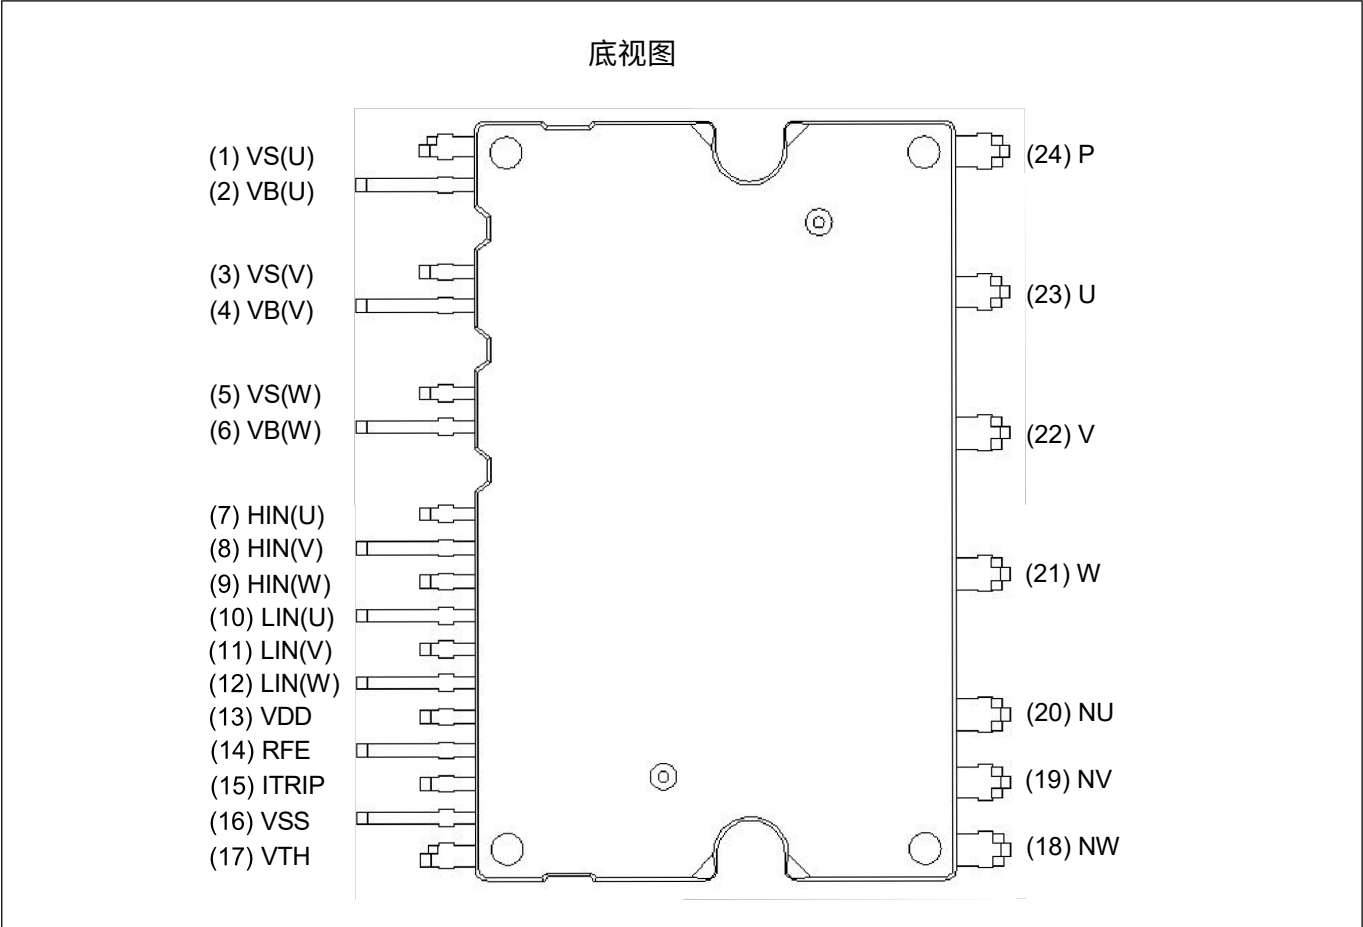 底视图
(1) VS(U)
(2) VB(U)
(3) VS(V)
(4) VB(V)
(5) VS(W)
(6) VB(W)
(7) HIN(U)
(8) HIN(V)
(9) HIN(W)
(10) LIN(U)
(11) LIN(V)
(12) LIN(W)
(13) VDD
(14) RFE
(15) ITRIP
(16) VSS
(17) VTH
(24) P
(23) U
(22) V
(21) W
(20) NU
(19) NV
(18) NW